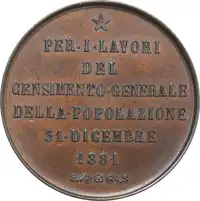 PER·I·LAVORI
DEL
CENSIMENTO·GENERALE
DELLA·POPOLAZIONE
31·DICEMBRE
1881